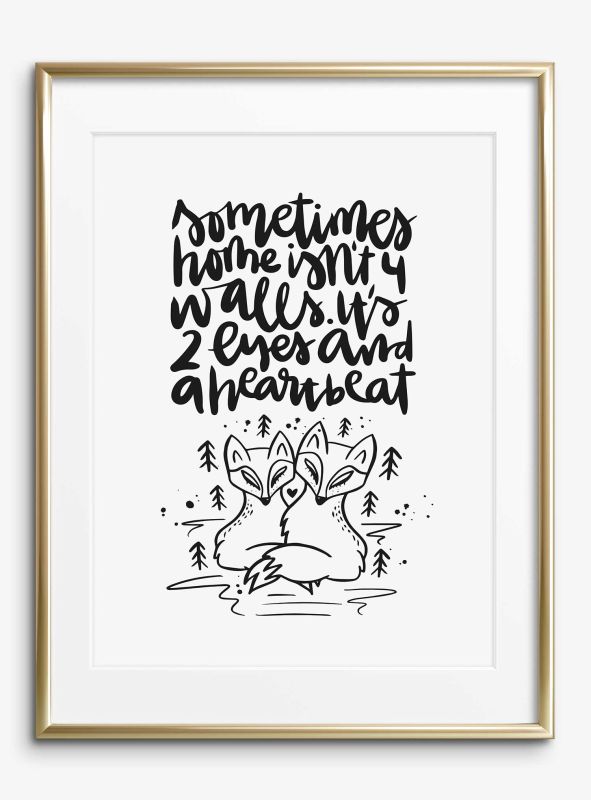 sometimes
home isn't 4
walls. it's
2 eyes and
a heartbeat